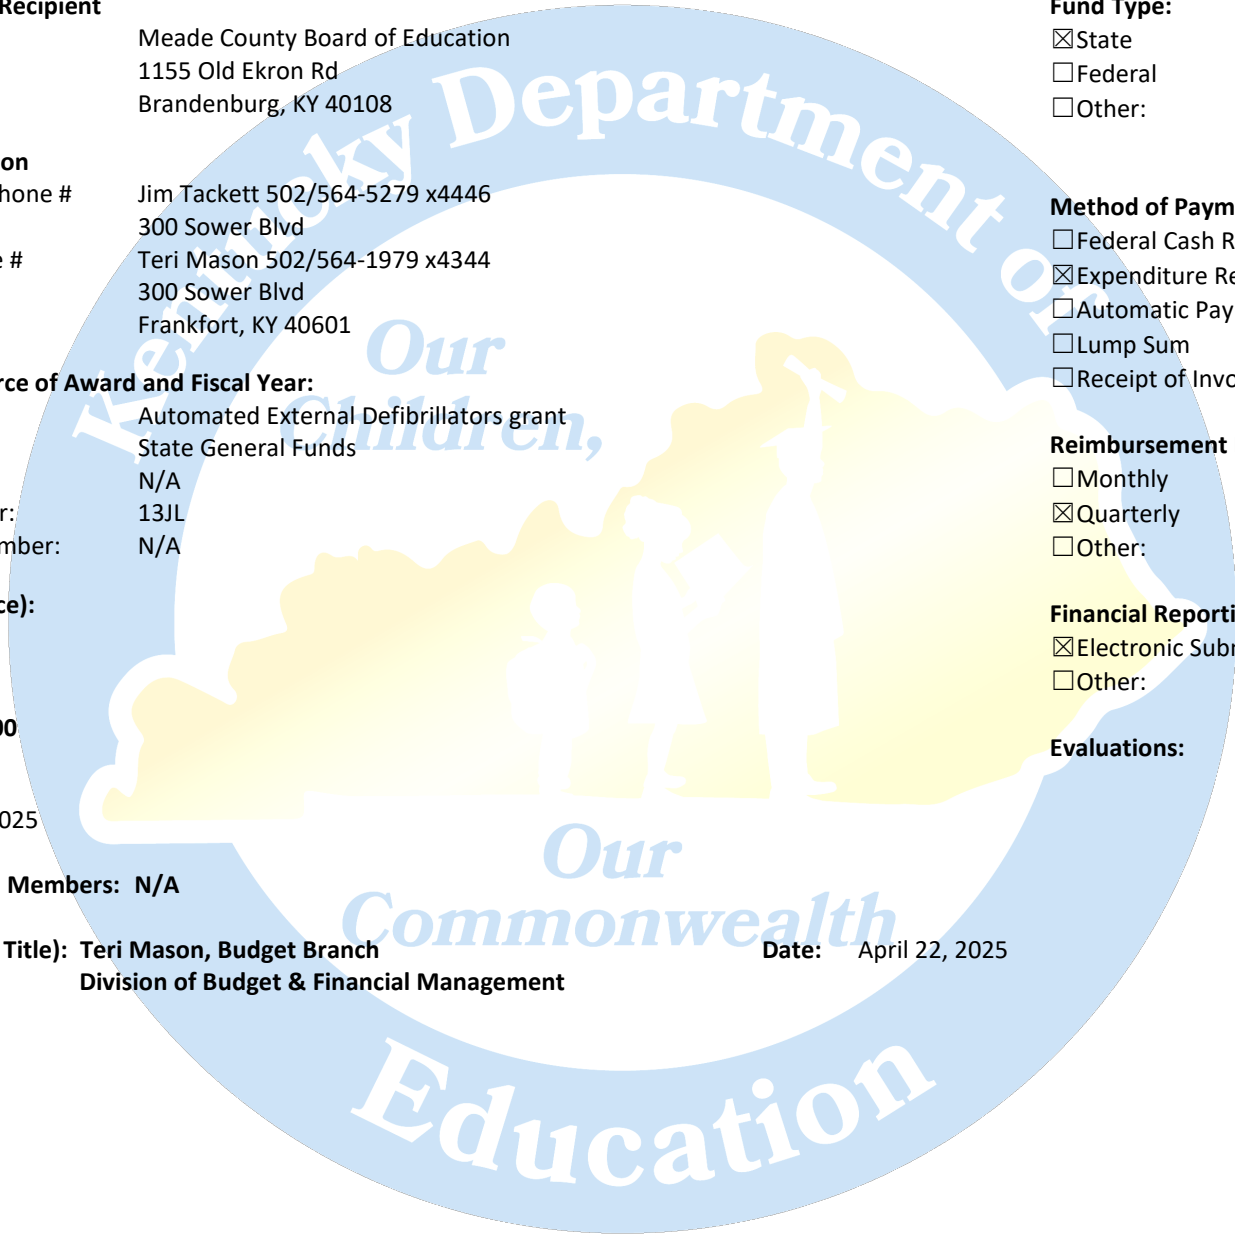 Recipient
Meade County Board of Education
1155 Old Ekron Rd
Brandenburg, KY 40108
on
hone # Jim Tackett 502/564-5279 x4446
300 Sower Blvd
e # Teri Mason 502/564-1979 x4344
300 Sower Blvd
Frankfort, KY 40601
rce of Award and Fiscal Year:
Automated External Defibrillators grant
State General Funds
N/A
r: 13JL
mber: N/A
ce):
00
025
Members: N/A
Title): Teri Mason, Budget Branch
Division of Budget & Financial Management
Date: April 22, 2025
Fund Type:
☒State
☐Federal
☐Other:
Method of Paym
☐Federal Cash R
☒Expenditure Re
☐Automatic Pay
☐Lump Sum
☐Receipt of Invo
Reimbursement
☐Monthly
☒Quarterly
☐Other:
Financial Reporti
☒Electronic Subm
☐Other:
Evaluations:
Kentucky Department of
Education
Our
Children,
Our
Commonwealth